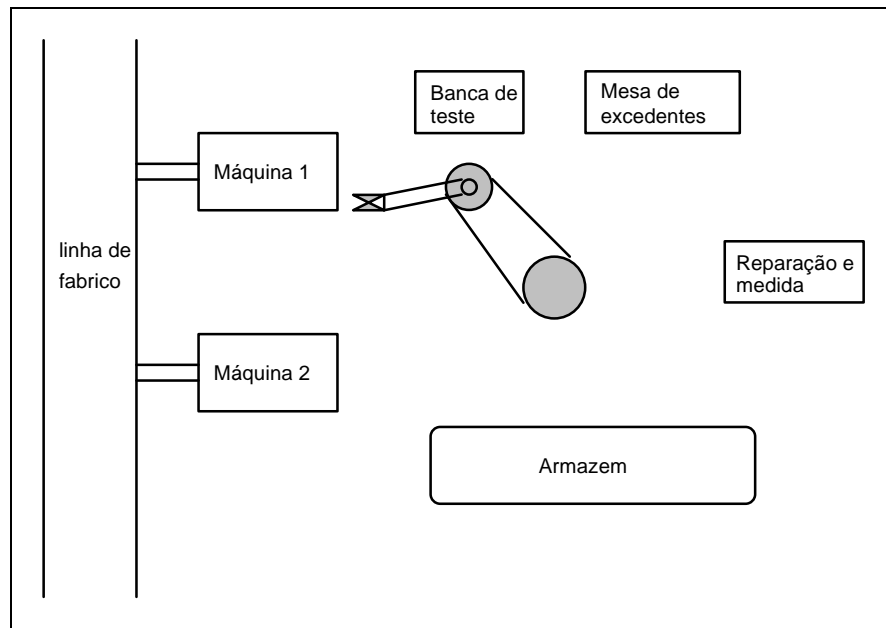 Banca de
teste
Mesa de
excedentes
Máquina 1
linha de
fabrico
Reparação e
medida
Máquina 2
Armazem